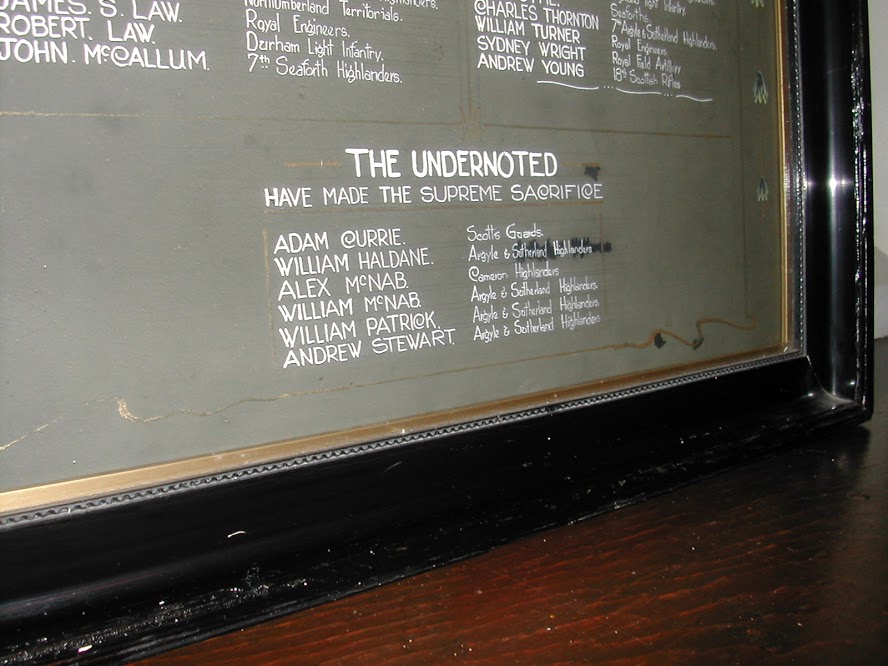 JAMES. S. LAW.
ROBERT. LAW.
JOHN. McCALLUM.
Northumberland Territorials.
Royal Engineers.
Durham Light Infantry.
7th Seaforth Highlanders.
CHARLES THORNTON
WILLIAM TURNER
SYDNEY WRIGHT
ANDREW YOUNG
Light Infantry
Seaforths.
7th Argyle & Sutherland Highlanders.
Royal Engineers
Royal Field Artillery
18th Scottish Rifles
THE UNDERNOTED
HAVE MADE THE SUPREME SACRIFICE
ADAM CURRIE. Scotts Guards.
WILLIAM HALDANE. Argyle & Sutherland Highlanders
ALEX McNAB. Cameron Highlanders
WILLIAM McNAB. Argyle & Sutherland Highlanders.
WILLIAM PATRICK. Argyle & Sutherland Highlanders.
ANDREW STEWART. Argyle & Sutherland Highlanders